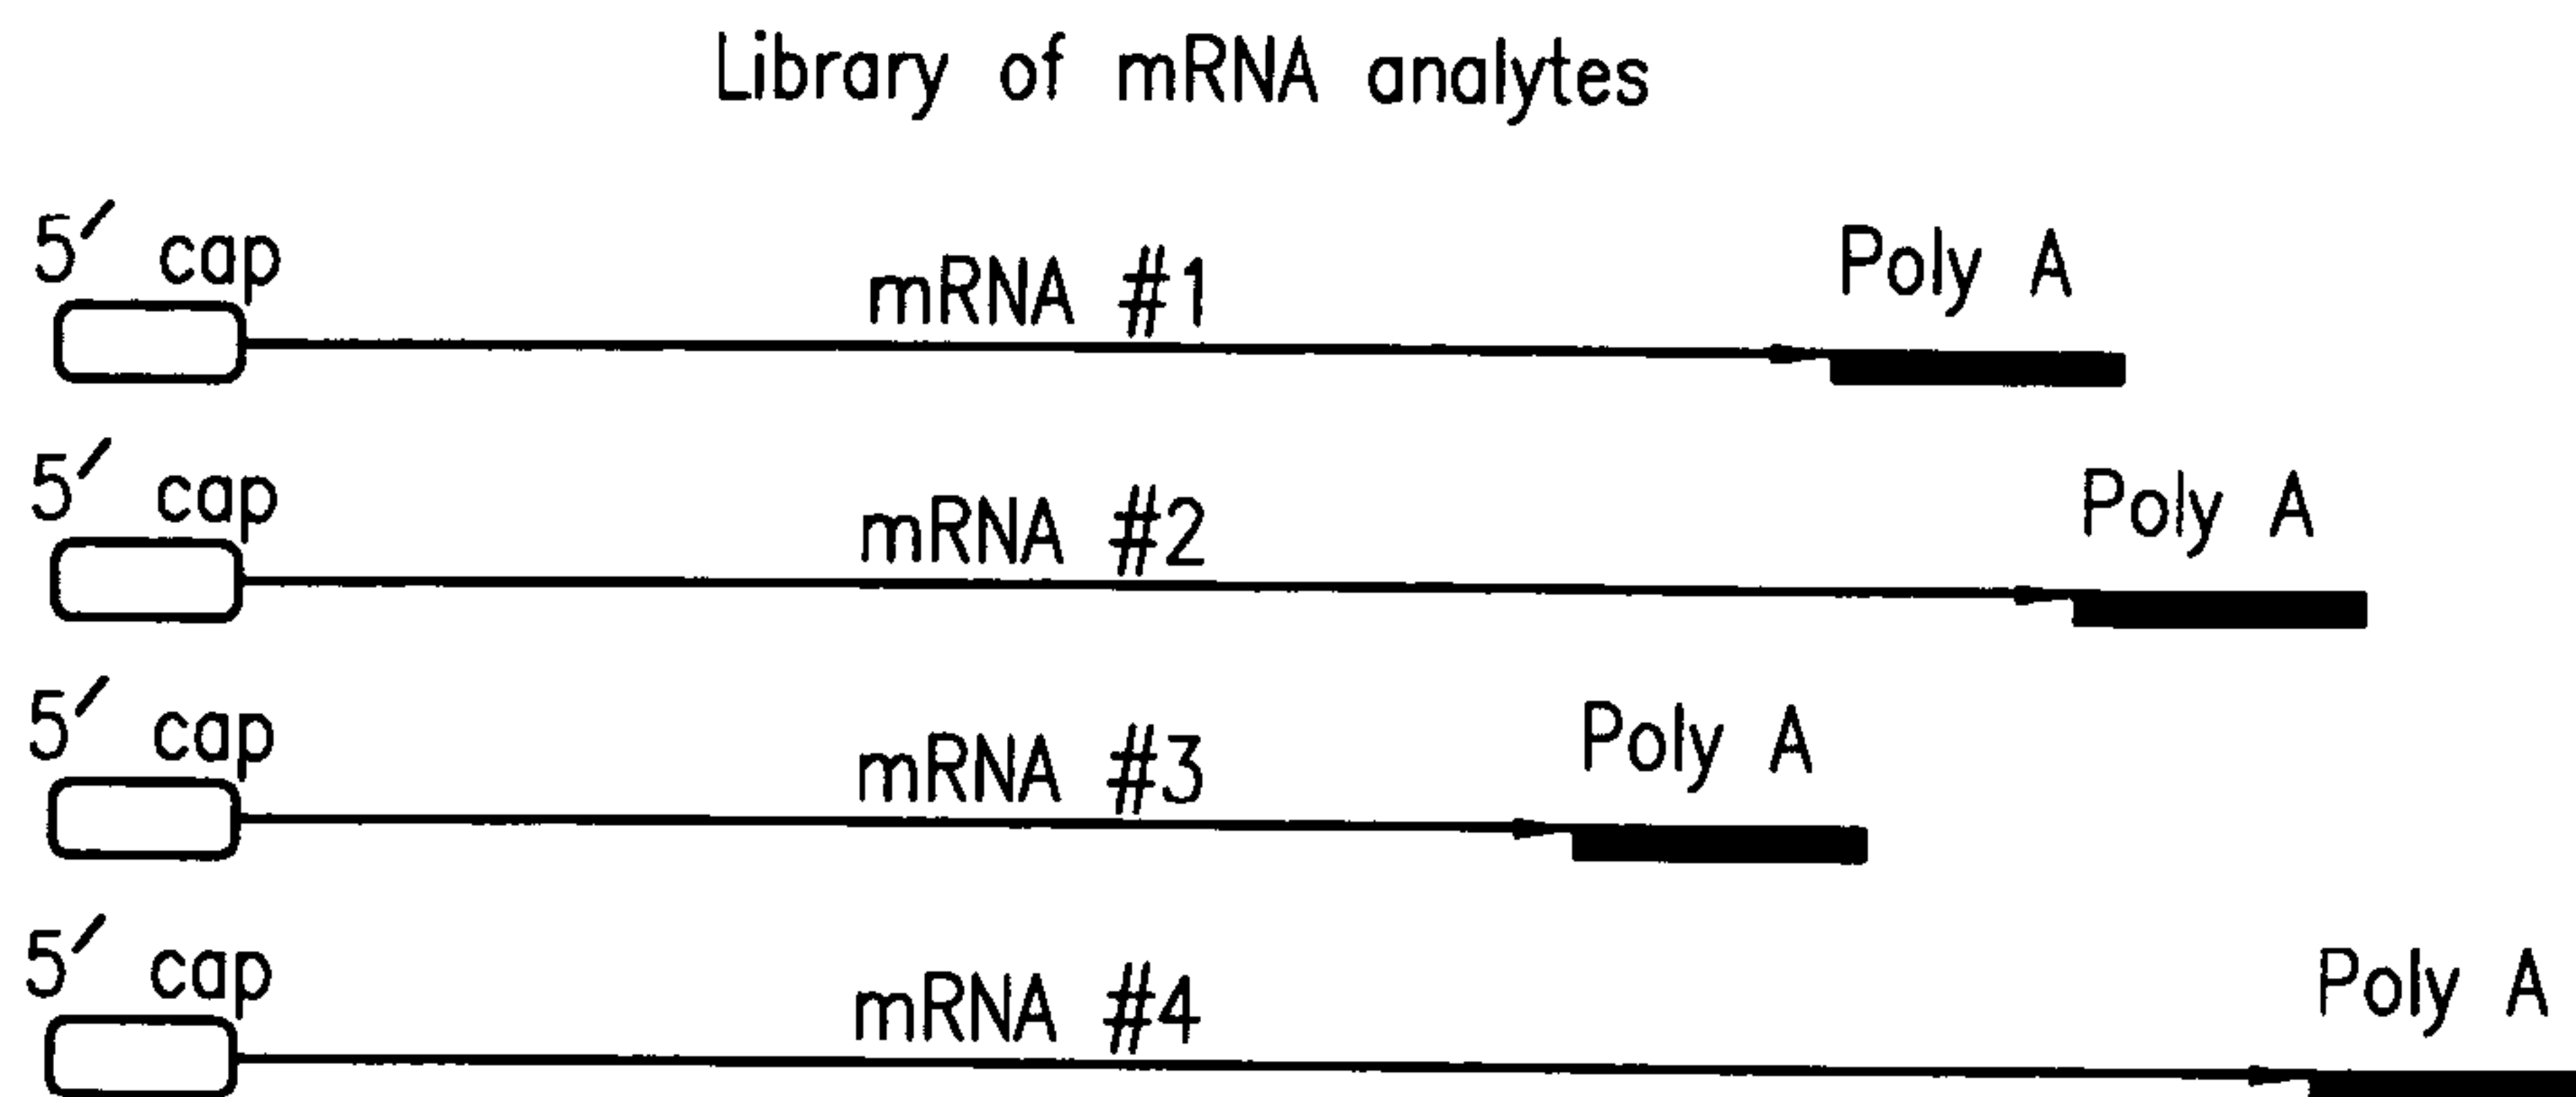 Library of mRNA analytes
5′ cap mRNA #1 Poly A
5′ cap mRNA #2 Poly A
5′ cap mRNA #3 Poly A
5′ cap mRNA #4 Poly A